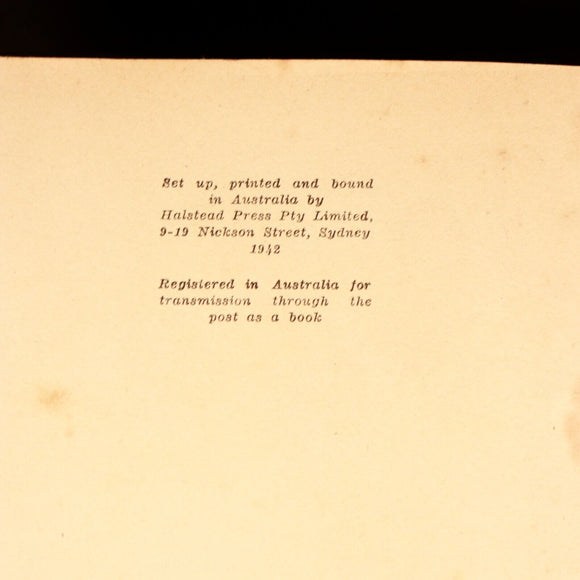 Set up, printed and bound
in Australia by
Halstead Press Pty Limited,
9-19 Nickson Street, Sydney
1942
Registered in Australia for
transmission through the
post as a book